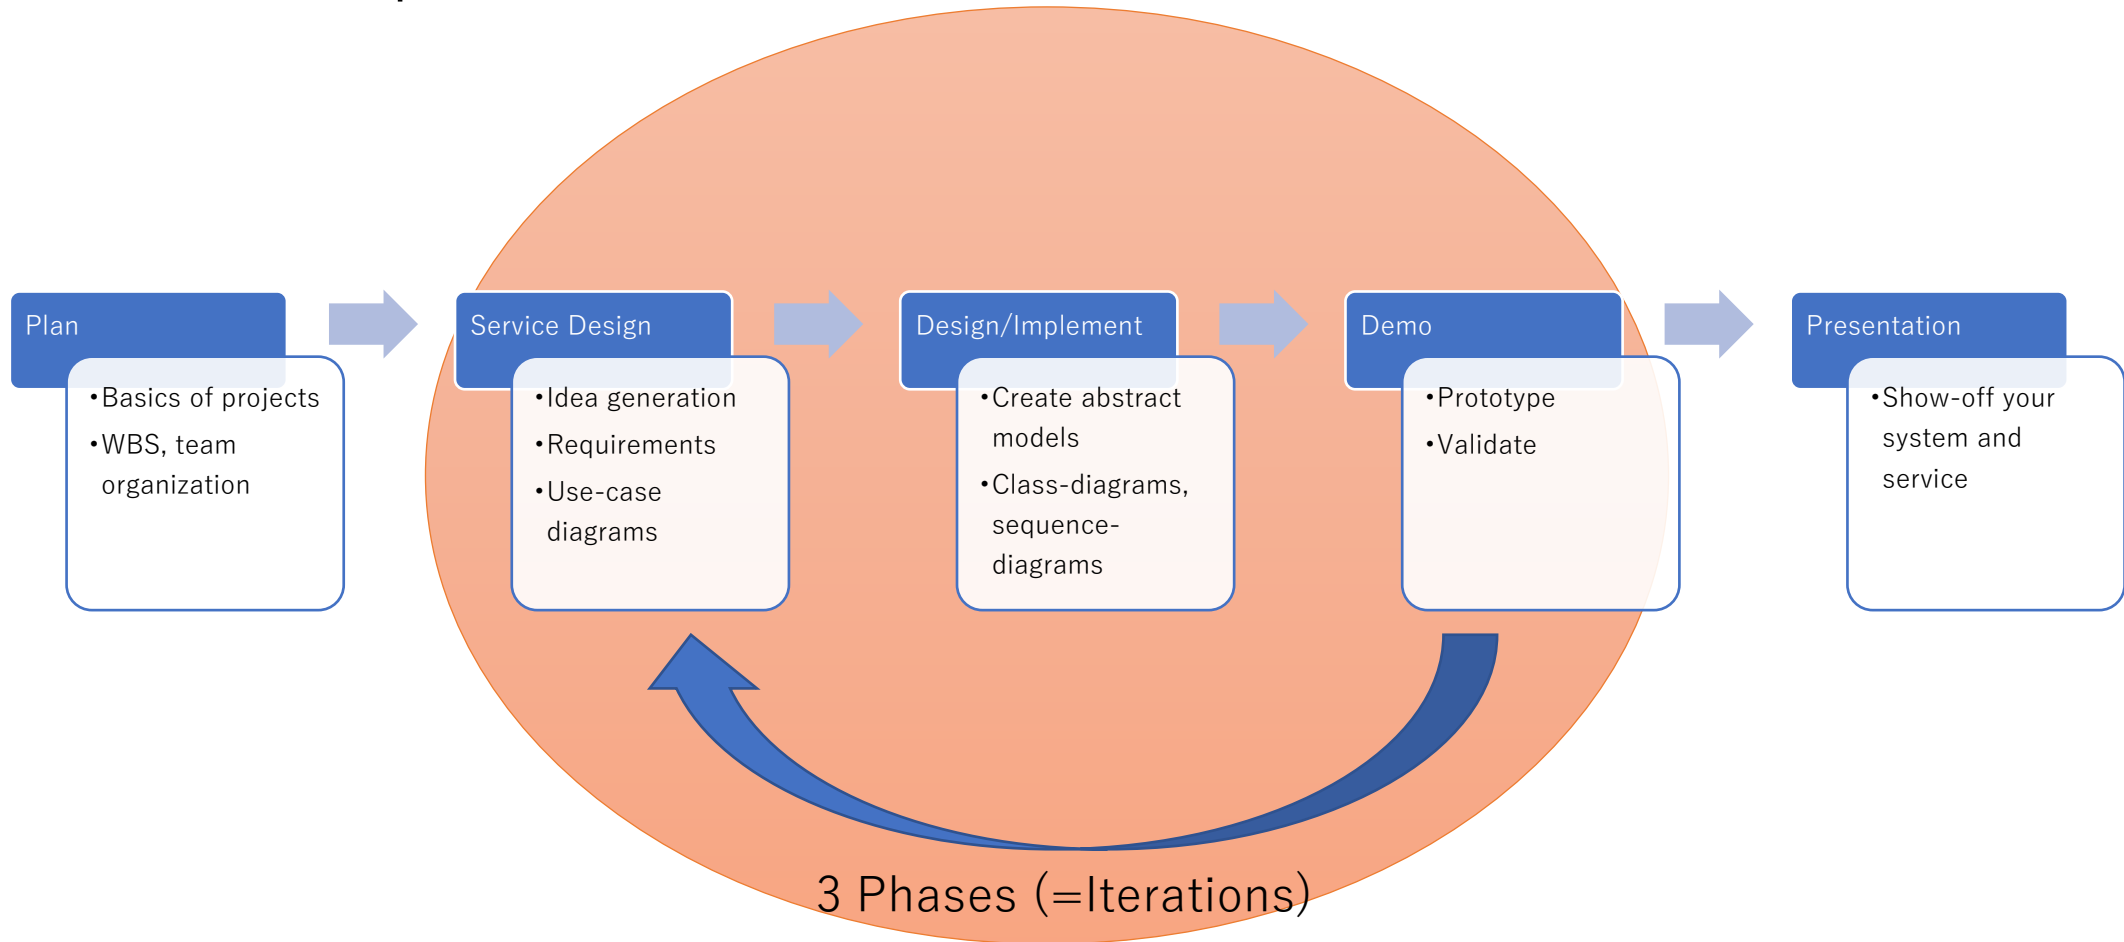 Plan
・Basics of projects
・WBS, team
organization
Service Design
・Idea generation
・Requirements
・Use-case
diagrams
Design/Implement
・Create abstract
models
・Class-diagrams,
sequence-
diagrams
Demo
・Prototype
・Validate
Presentation
・Show-off your
system and
service
3 Phases (=Iterations)